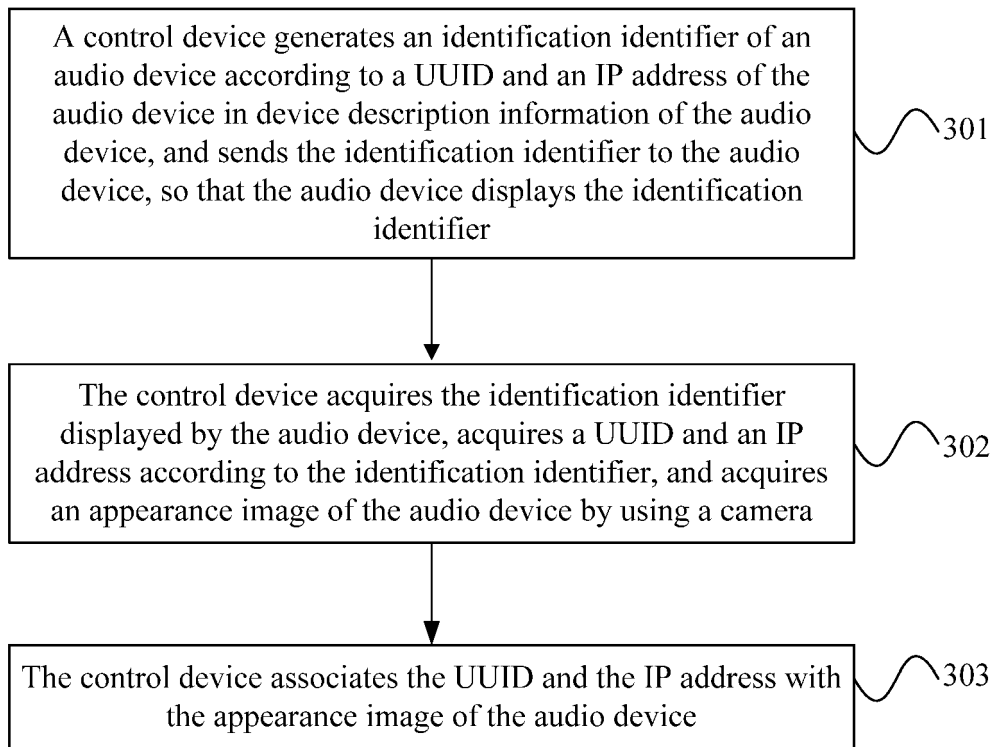 A control device generates an identification identifier of an
audio device according to a UUID and an IP address of the
audio device in device description information of the audio
device, and sends the identification identifier to the audio
device, so that the audio device displays the identification
identifier
301
The control device acquires the identification identifier
displayed by the audio device, acquires a UUID and an IP
address according to the identification identifier, and acquires
an appearance image of the audio device by using a camera
302
The control device associates the UUID and the IP address with
the appearance image of the audio device
303